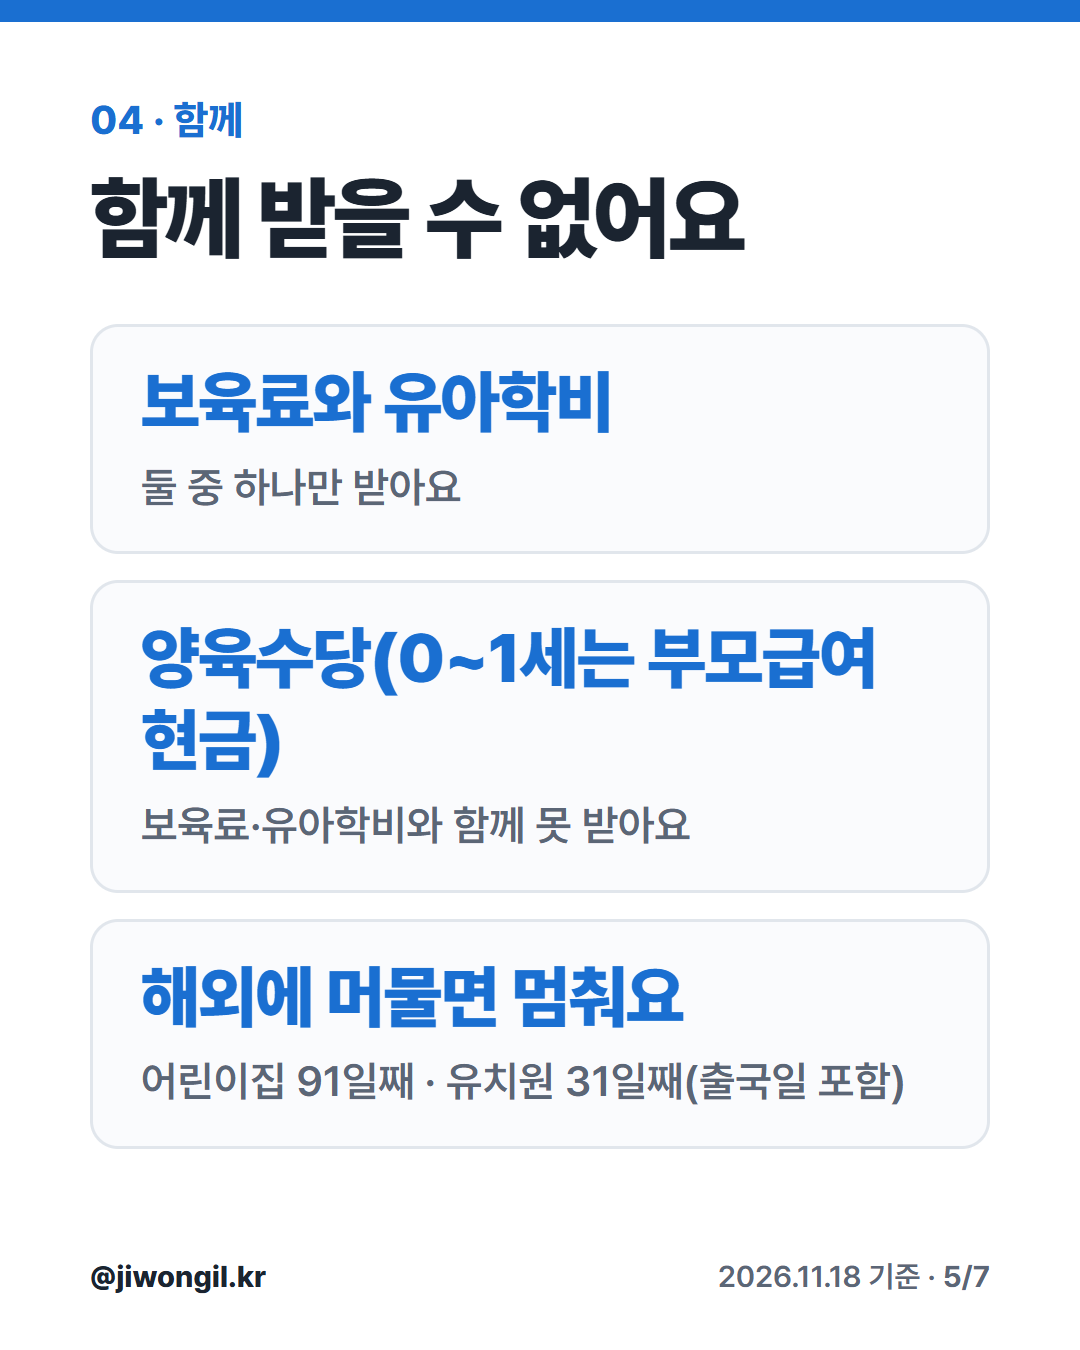 04 · 함께
함께 받을 수 없어요
보육료와 유아학비
둘 중 하나만 받아요
양육수당(0~1세는 부모급여
현금)
보육료·유아학비와 함께 못 받아요
해외에 머물면 멈춰요
어린이집 91일째 · 유치원 31일째(출국일 포함)
@jiwongil.kr
2026.11.18 기준 · 5/7